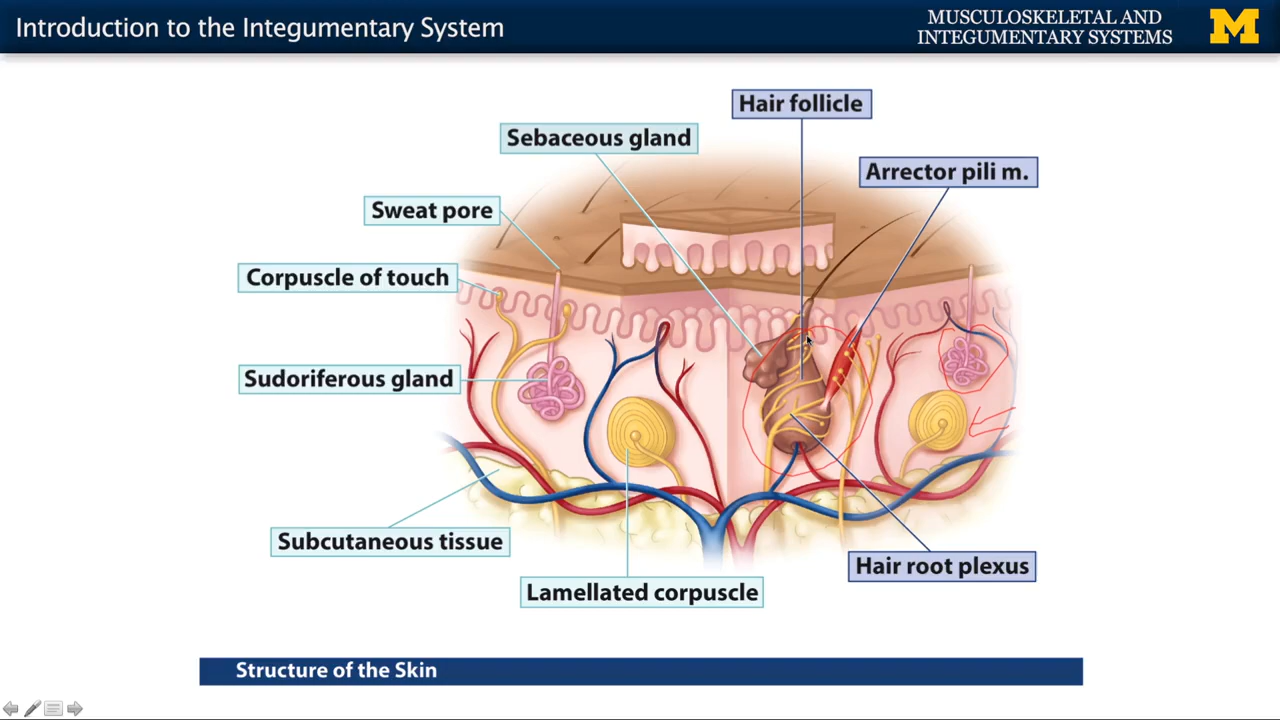 Introduction to the Integumentary System
MUSCULOSKELETAL AND
INTEGUMENTARY SYSTEMS
M
Hair follicle
Sebaceous gland
Arrector pili m.
Sweat pore
Corpuscle of touch
Sudoriferous gland
Subcutaneous tissue
Hair root plexus
Lamellated corpuscle
Structure of the Skin